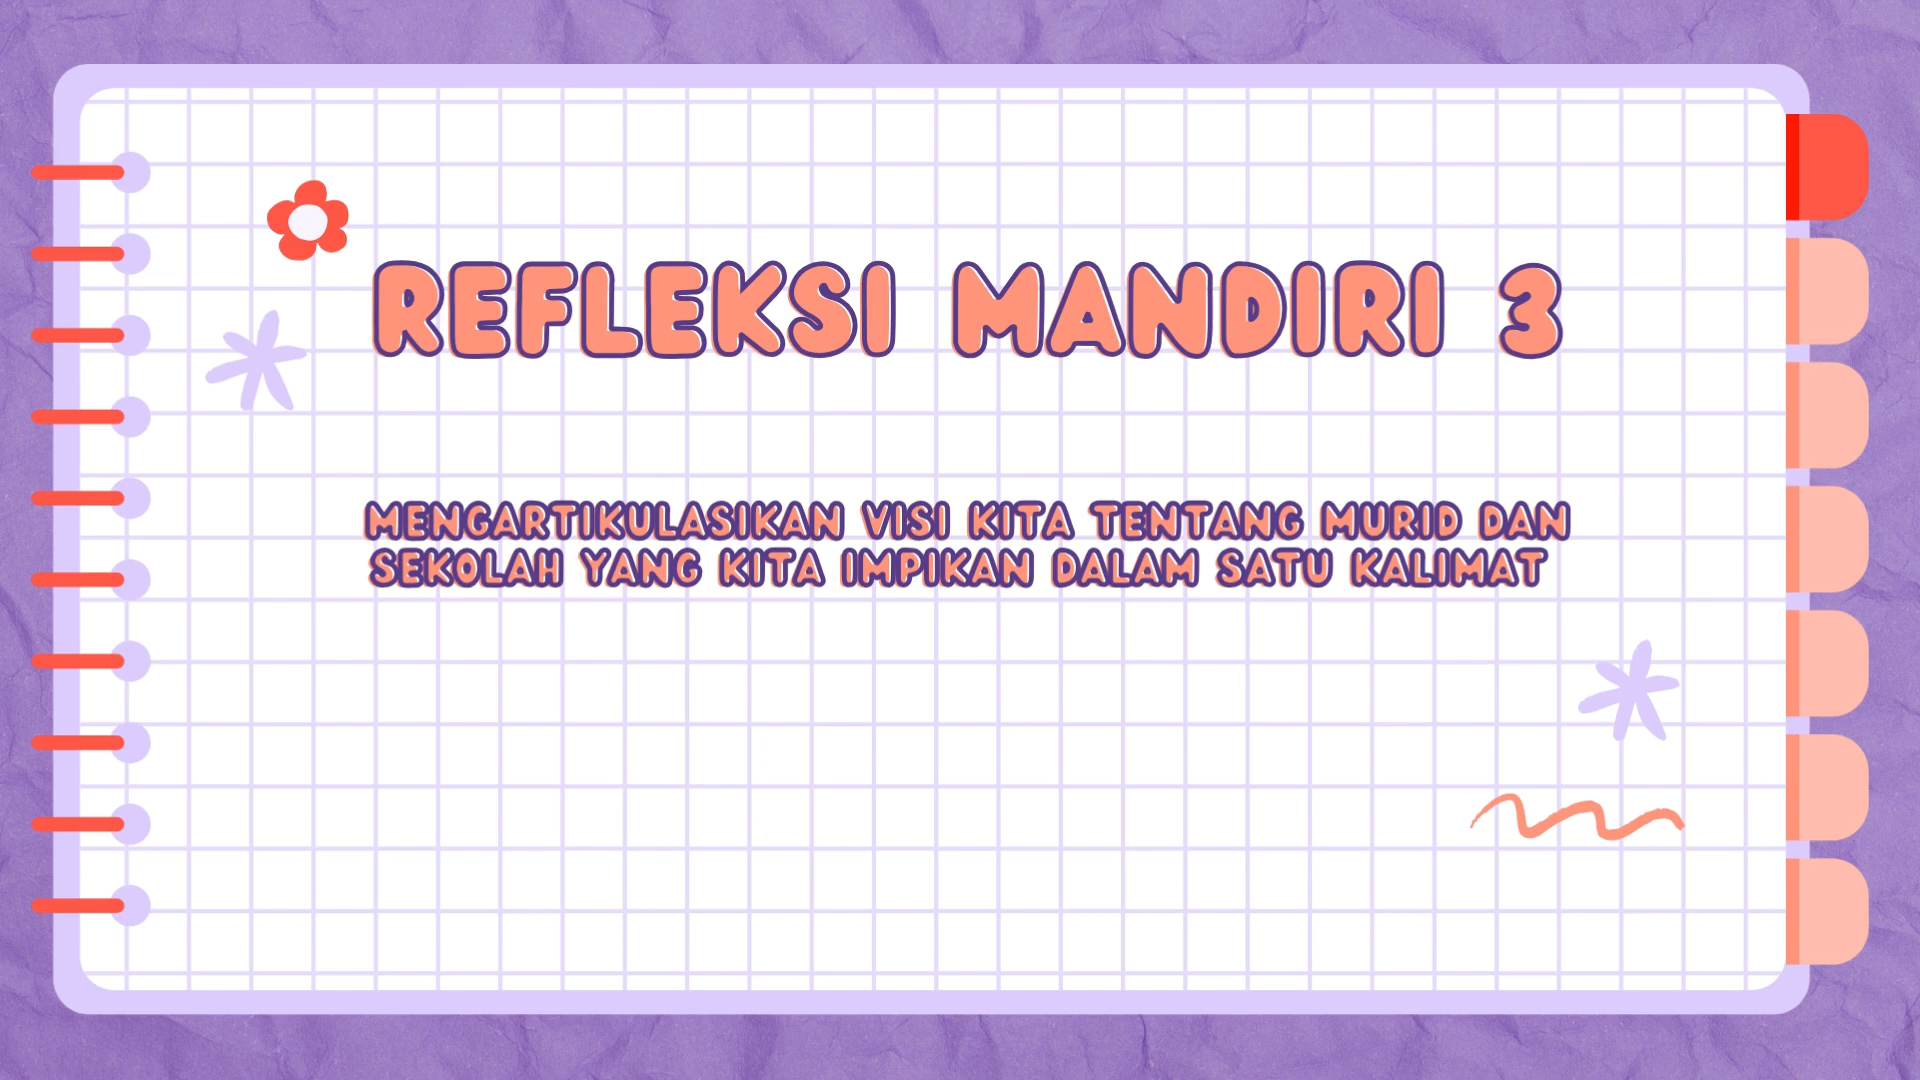 REFLEKSI MANDIRI 3
MENGARTIKULASIKAN VISI KITA TENTANG MURID DAN
SEKOLAH YANG KITA IMPIKAN DALAM SATU KALIMAT